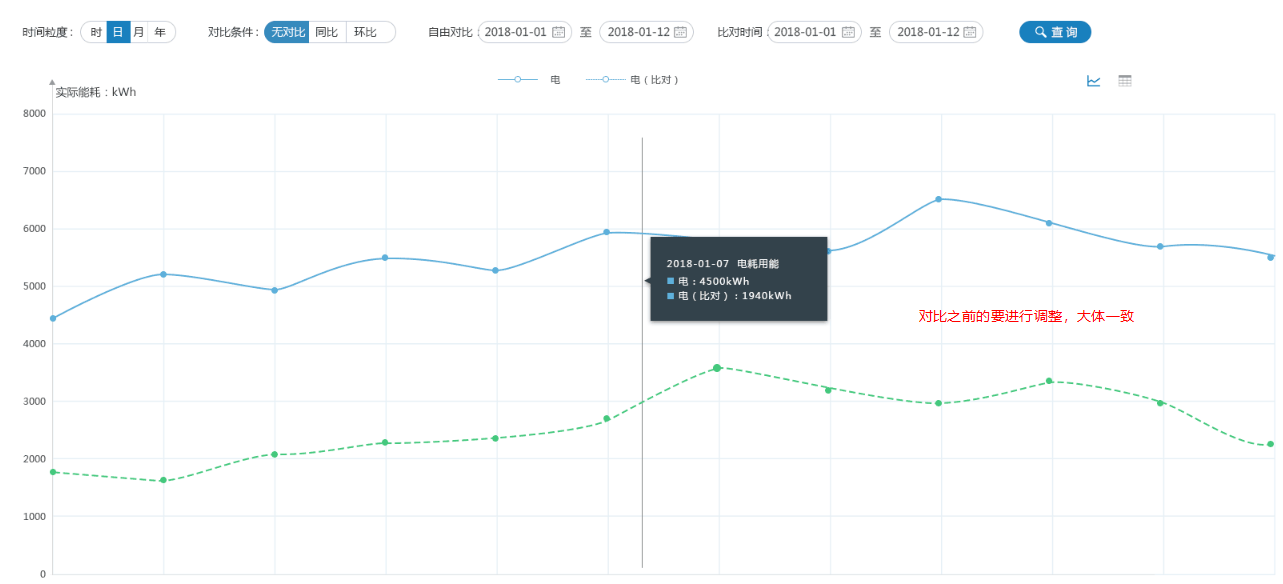 时间粒度： 时 日 月 年 对比条件： 无对比 同比 环比 自由对比： 2018-01-01 至 2018-01-12 比对时间： 2018-01-01 至 2018-01-12 查 询
电 电（比对）
实际能耗：kWh
8000
7000
6000
2018-01-07 电耗用能
电：4500kWh
5000
电（比对）：1940kWh
对比之前的要进行调整，大体一致
4000
3000
2000
1000
0